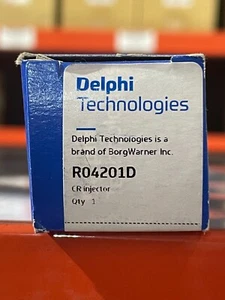 Delphi
Technologies
Delphi Technologies is a
brand of BorgWarner Inc.
R04201D
CR injector
Qty 1